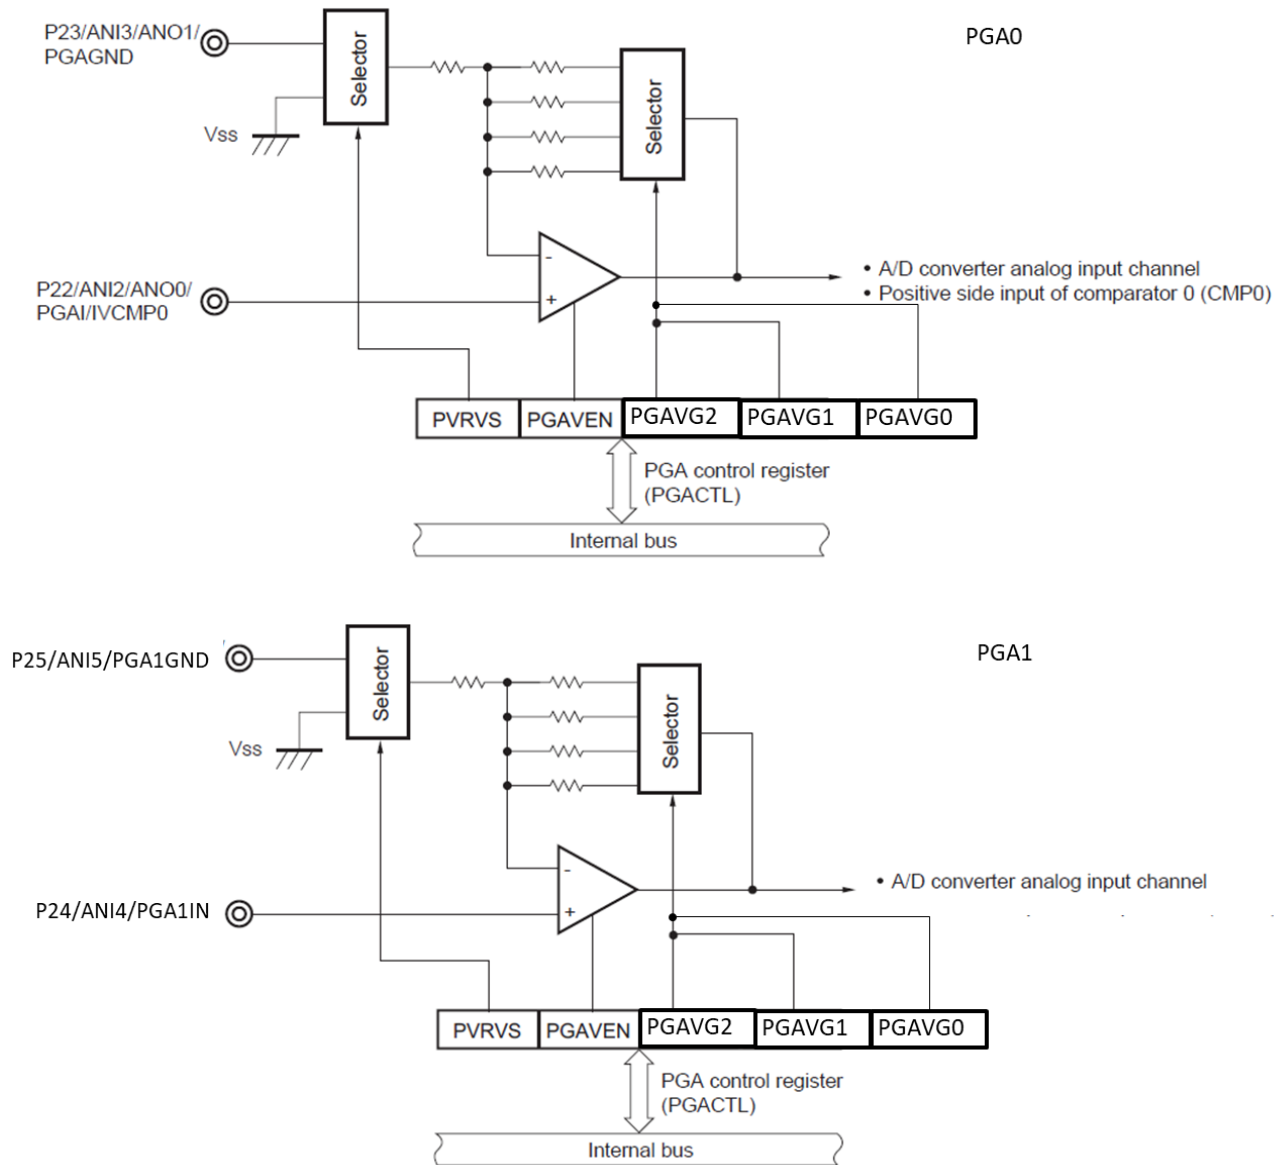 P23/ANI3/ANO1/
PGAGND
Selector
PGA0
Selector
Vss
-
+
P22/ANI2/ANO0/
PGAI/IVCMP0
• A/D converter analog input channel
• Positive side input of comparator 0 (CMP0)
PVRVS PGAVEN PGAVG2 PGAVG1 PGAVG0
PGA control register
(PGACTL)
Internal bus
P25/ANI5/PGA1GND
Selector
PGA1
Selector
Vss
-
+
P24/ANI4/PGA1IN
• A/D converter analog input channel
PVRVS PGAVEN PGAVG2 PGAVG1 PGAVG0
PGA control register
(PGACTL)
Internal bus